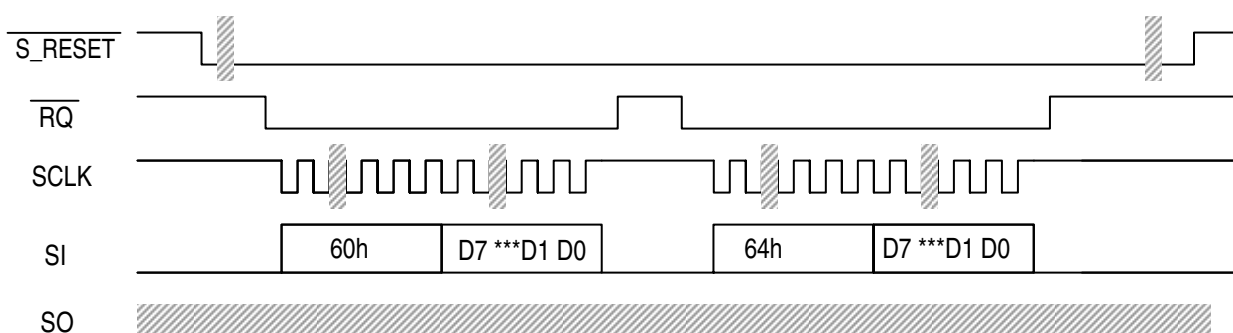 S_RESET
RQ
SCLK
SI 60h D7 ***D1 D0 64h D7 ***D1 D0
SO